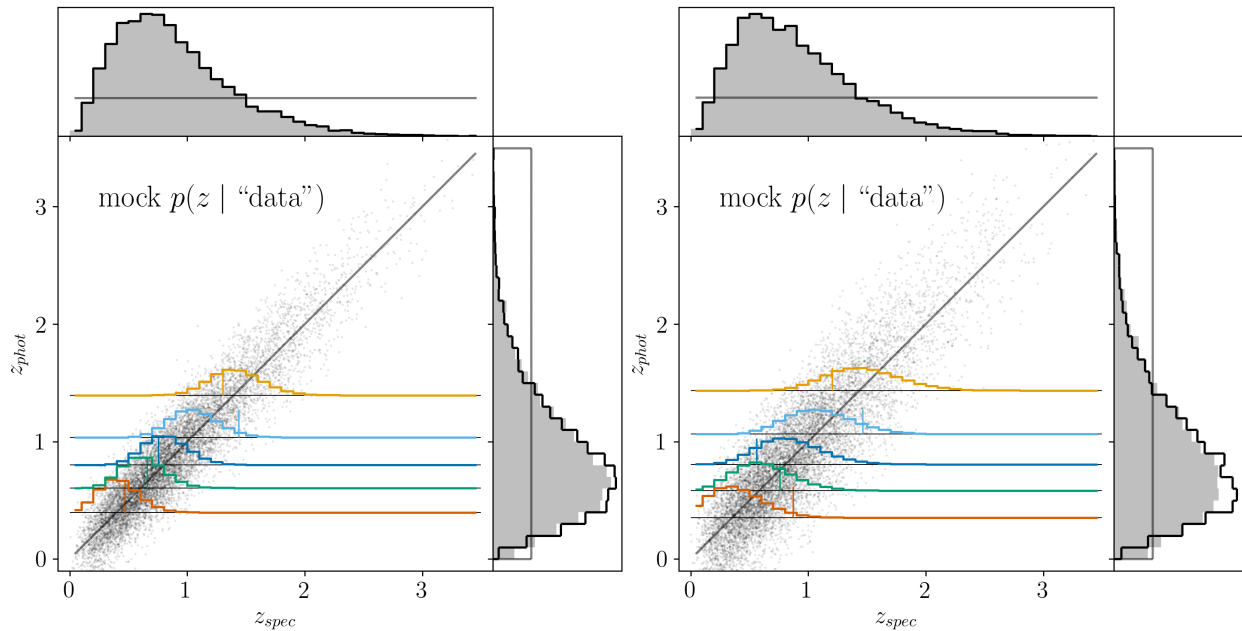 mock p(z | “data”)
z_phot
3
2
1
0
0
1
2
3
z_spec
mock p(z | “data”)
z_phot
3
2
1
0
0
1
2
3
z_spec